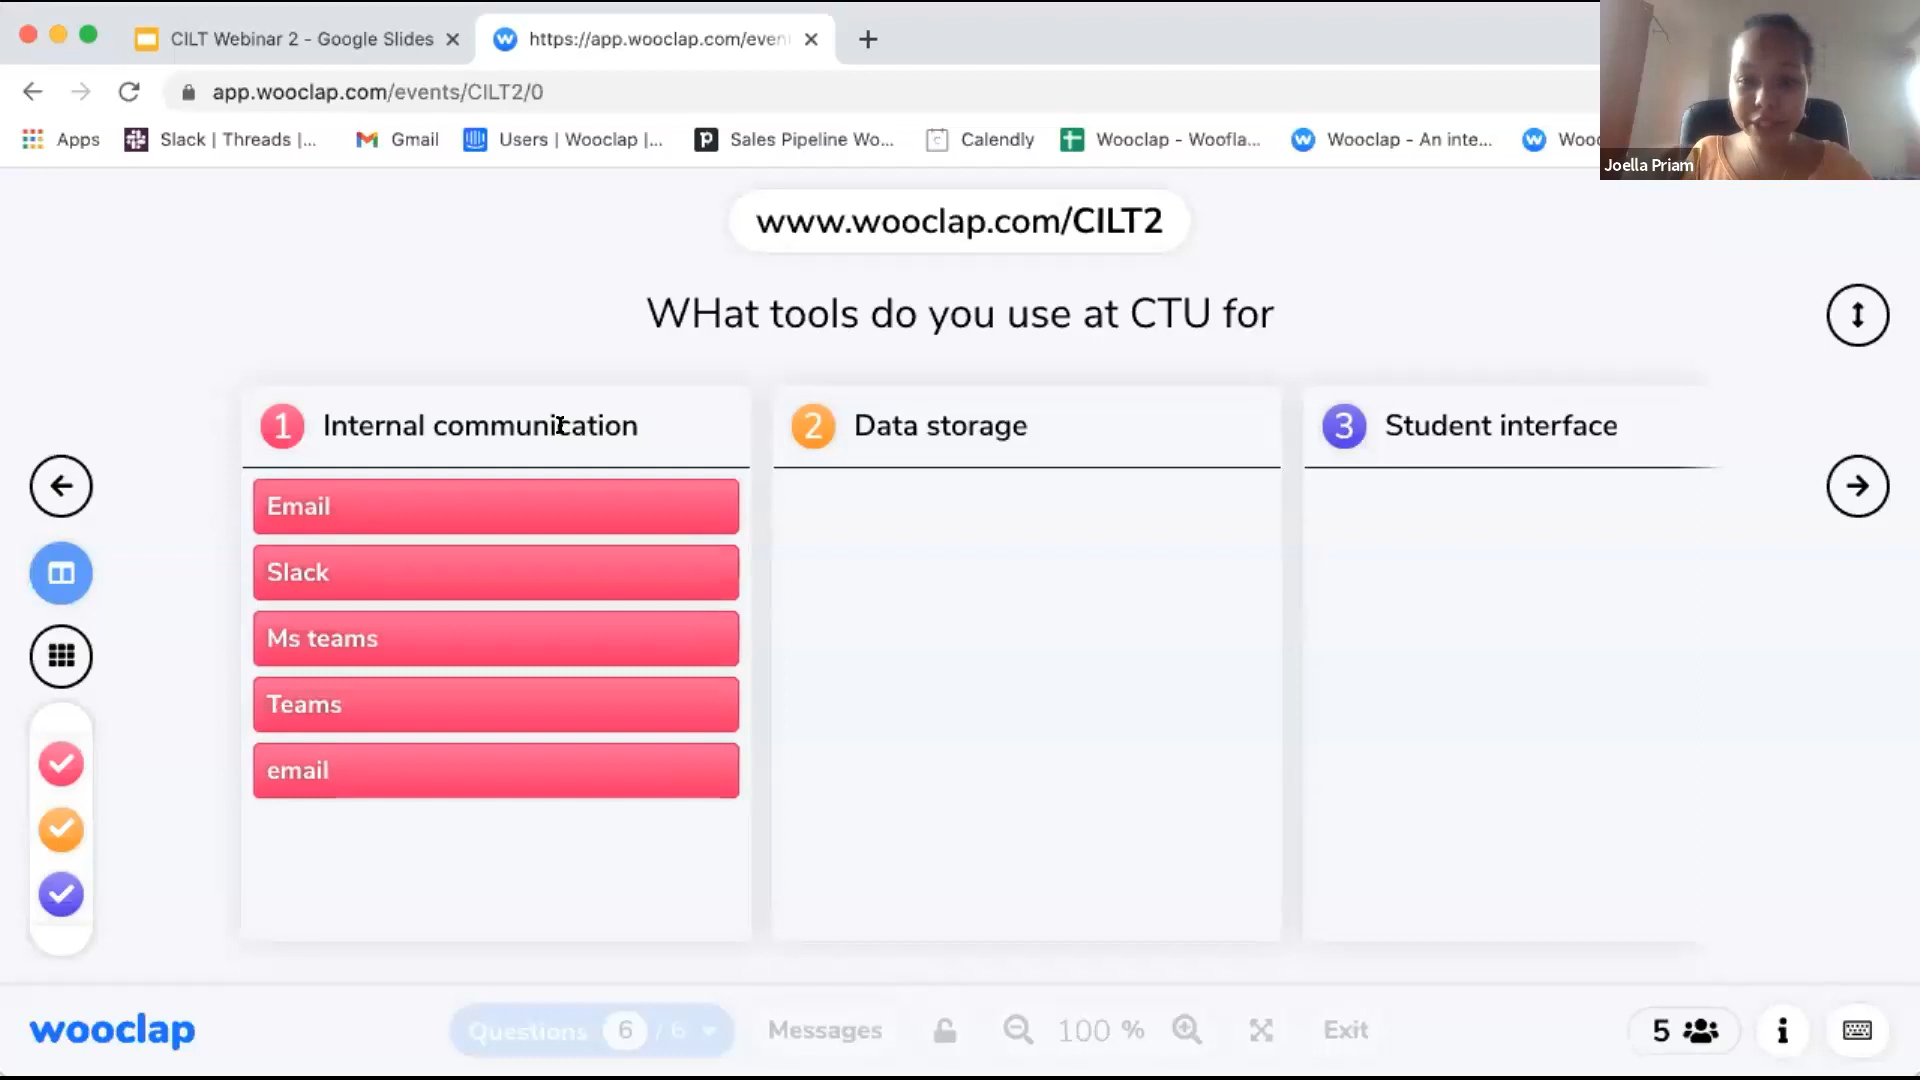 CILT Webinar 2 - Google Slides
https://app.wooclap.com/even
app.wooclap.com/events/CILT2/0
Apps
Slack | Threads |...
Gmail
Users | Wooclap |...
Sales Pipeline Wo...
Calendly
Wooclap - Woofla...
Wooclap - An inte...
Wooc
Joella Priam
www.wooclap.com/CILT2
WHat tools do you use at CTU for
1 Internal communication
Email
Slack
Ms teams
Teams
email
2 Data storage
3 Student interface
wooclap
Questions 6 / 6
Messages
100 %
Exit
5